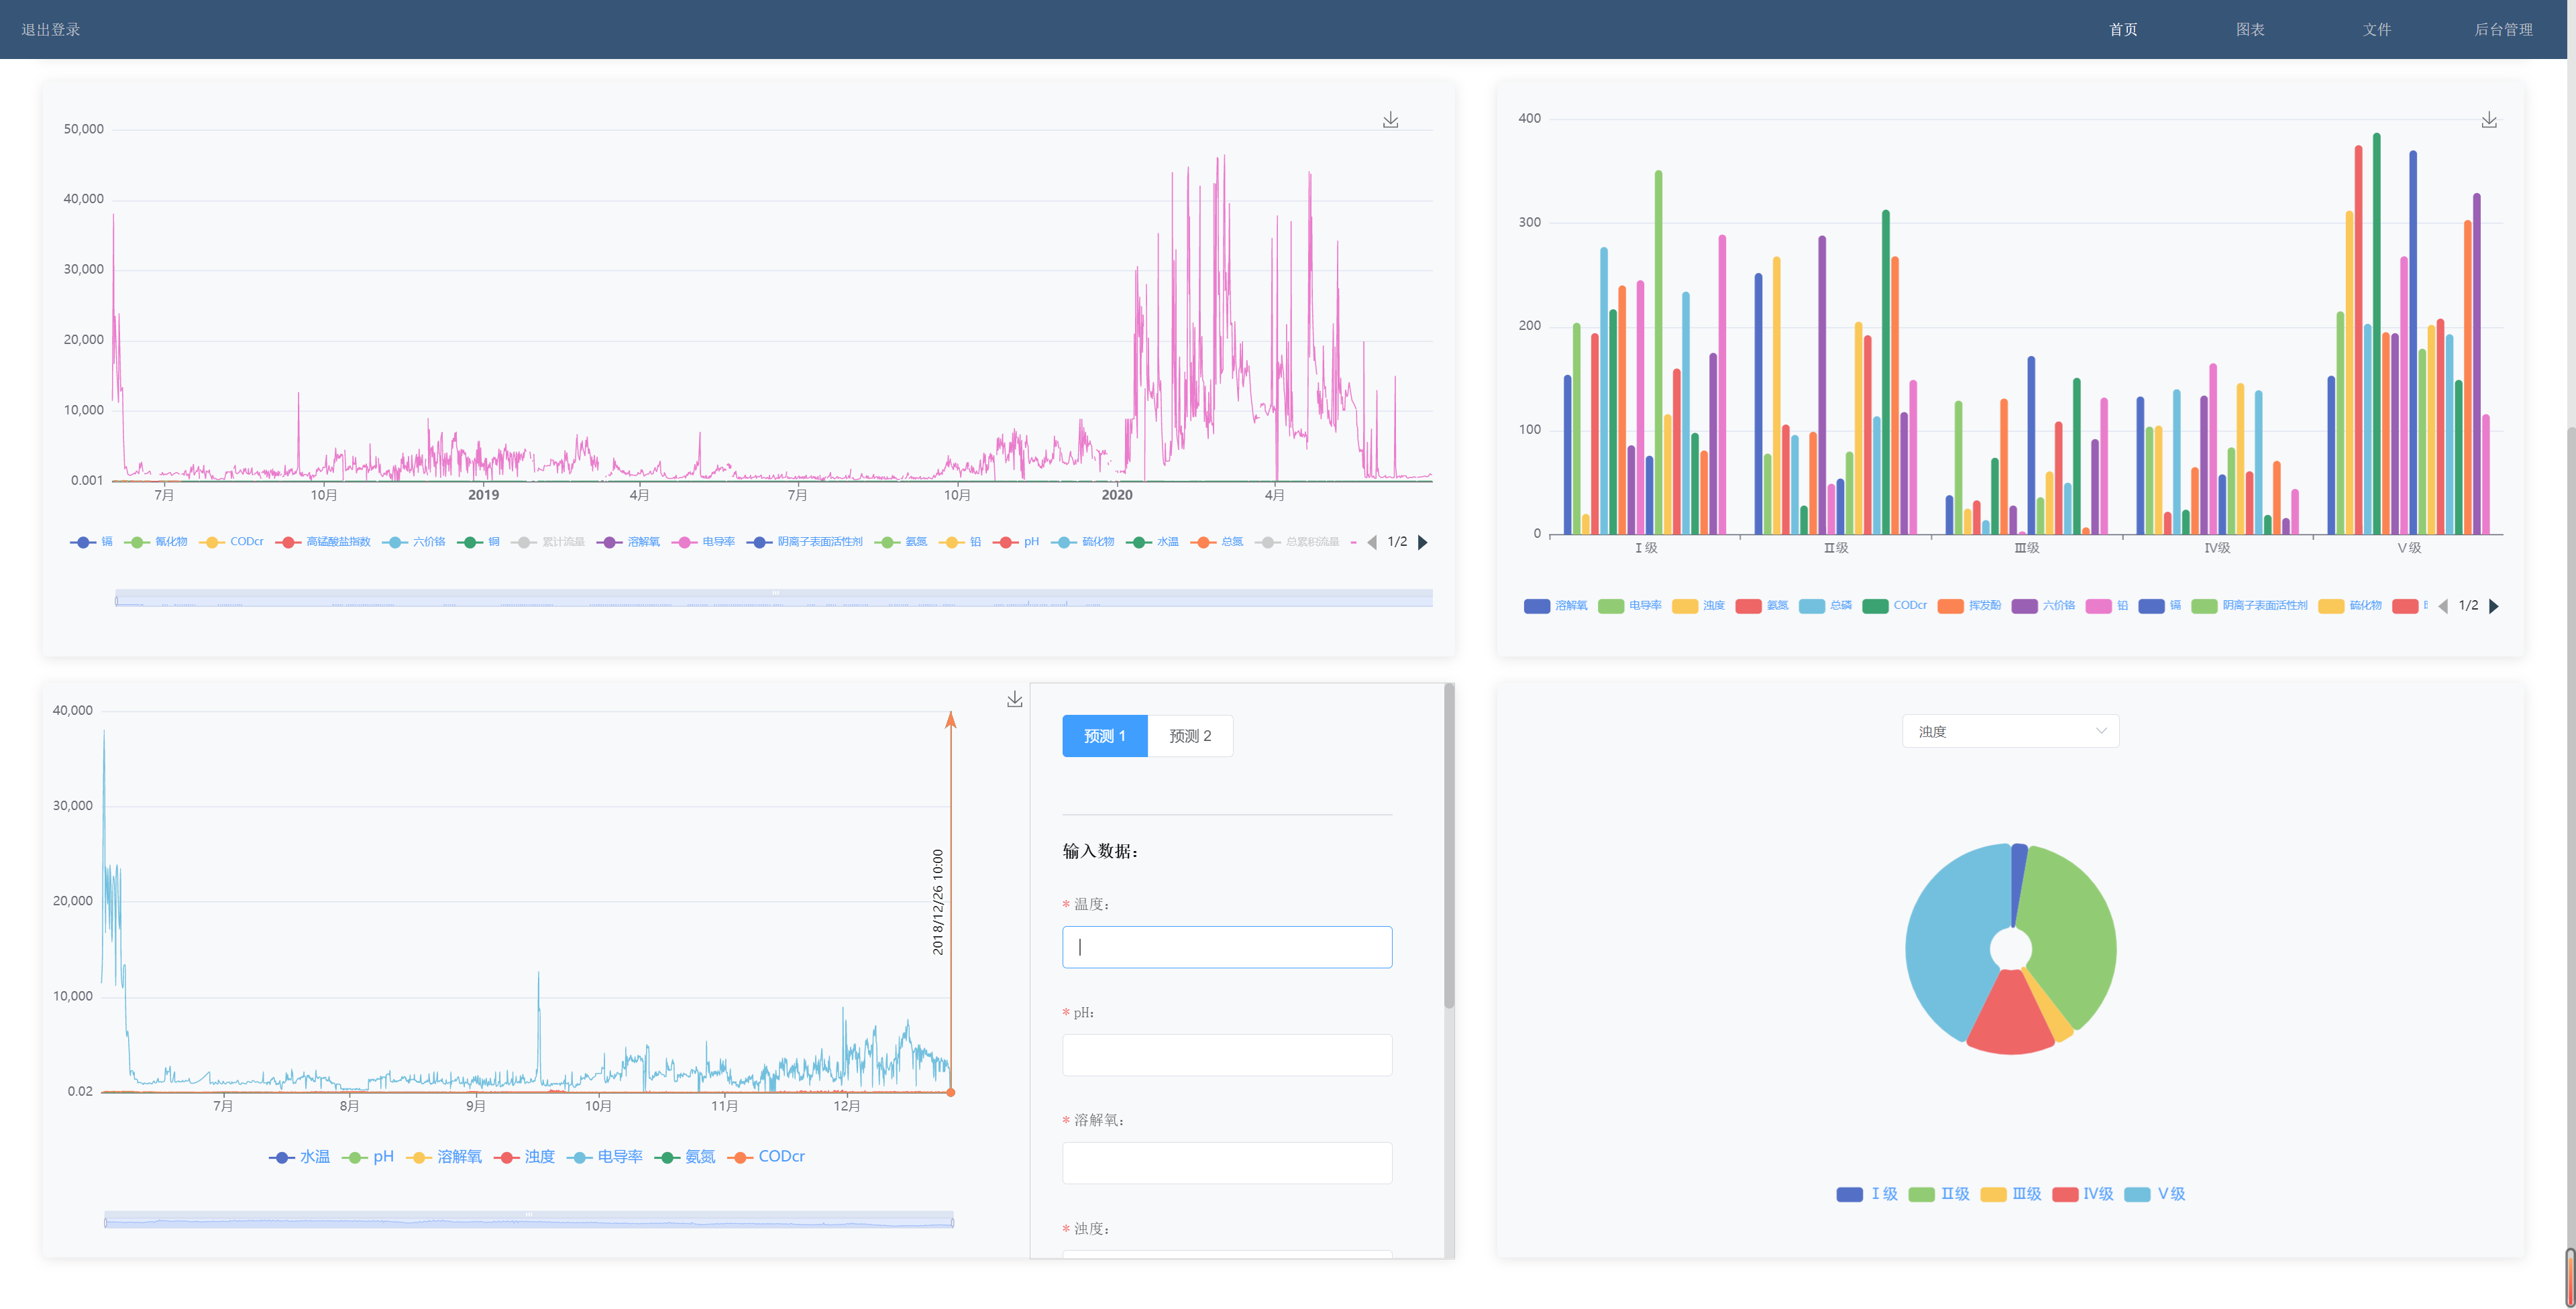 退出登录
首页
图表
文件
后台管理
50,000
40,000
30,000
20,000
10,000
0.001
7月 10月 2019 4月 7月 10月 2020 4月
镉 氰化物 CODcr 高锰酸盐指数 六价铬 铜 累计流量 溶解氧 电导率 阴离子表面活性剂 氨氮 铅 pH 硫化物 水温 总氮 总累积流量 1/2
400
300
200
100
0
Ⅰ级 Ⅱ级 Ⅲ级 Ⅳ级 Ⅴ级
溶解氧 电导率 浊度 氨氮 总磷 CODcr 挥发酚 六价铬 铅 镉 阴离子表面活性剂 硫化物 1/2
40,000
30,000
20,000
10,000
0.02
2018/12/26 10:00
7月 8月 9月 10月 11月 12月
水温 pH 溶解氧 浊度 电导率 氨氮 CODcr
预测 1 预测 2
输入数据：
* 温度：
* pH：
* 溶解氧：
* 浊度：
浊度
Ⅰ级 Ⅱ级 Ⅲ级 Ⅳ级 Ⅴ级